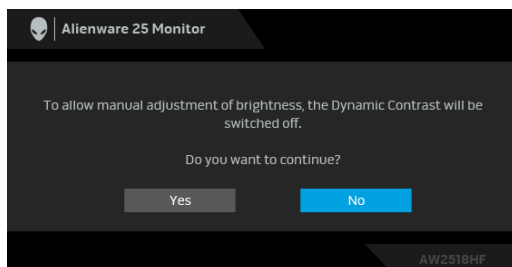 Alienware 25 Monitor
To allow manual adjustment of brightness, the Dynamic Contrast will be
switched off.
Do you want to continue?
Yes No
AW2518HF